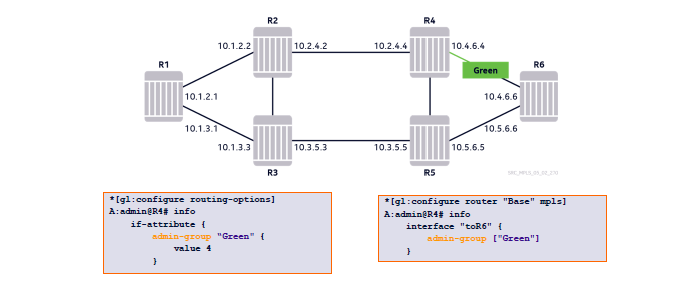 R2
R4
10.1.2.2
10.2.4.2
10.2.4.4
10.4.6.4
R1
Green
R6
10.1.2.1
10.4.6.6
10.1.3.1
10.5.6.6
10.1.3.3
10.3.5.3
10.3.5.5
10.5.6.5
R3
R5
*[gl:configure routing-options]
A:admin@R4# info
if-attribute {
admin-group "Green" {
value 4
}
*[gl:configure router "Base" mpls]
A:admin@R4# info
interface "toR6" {
admin-group ["Green"]
}